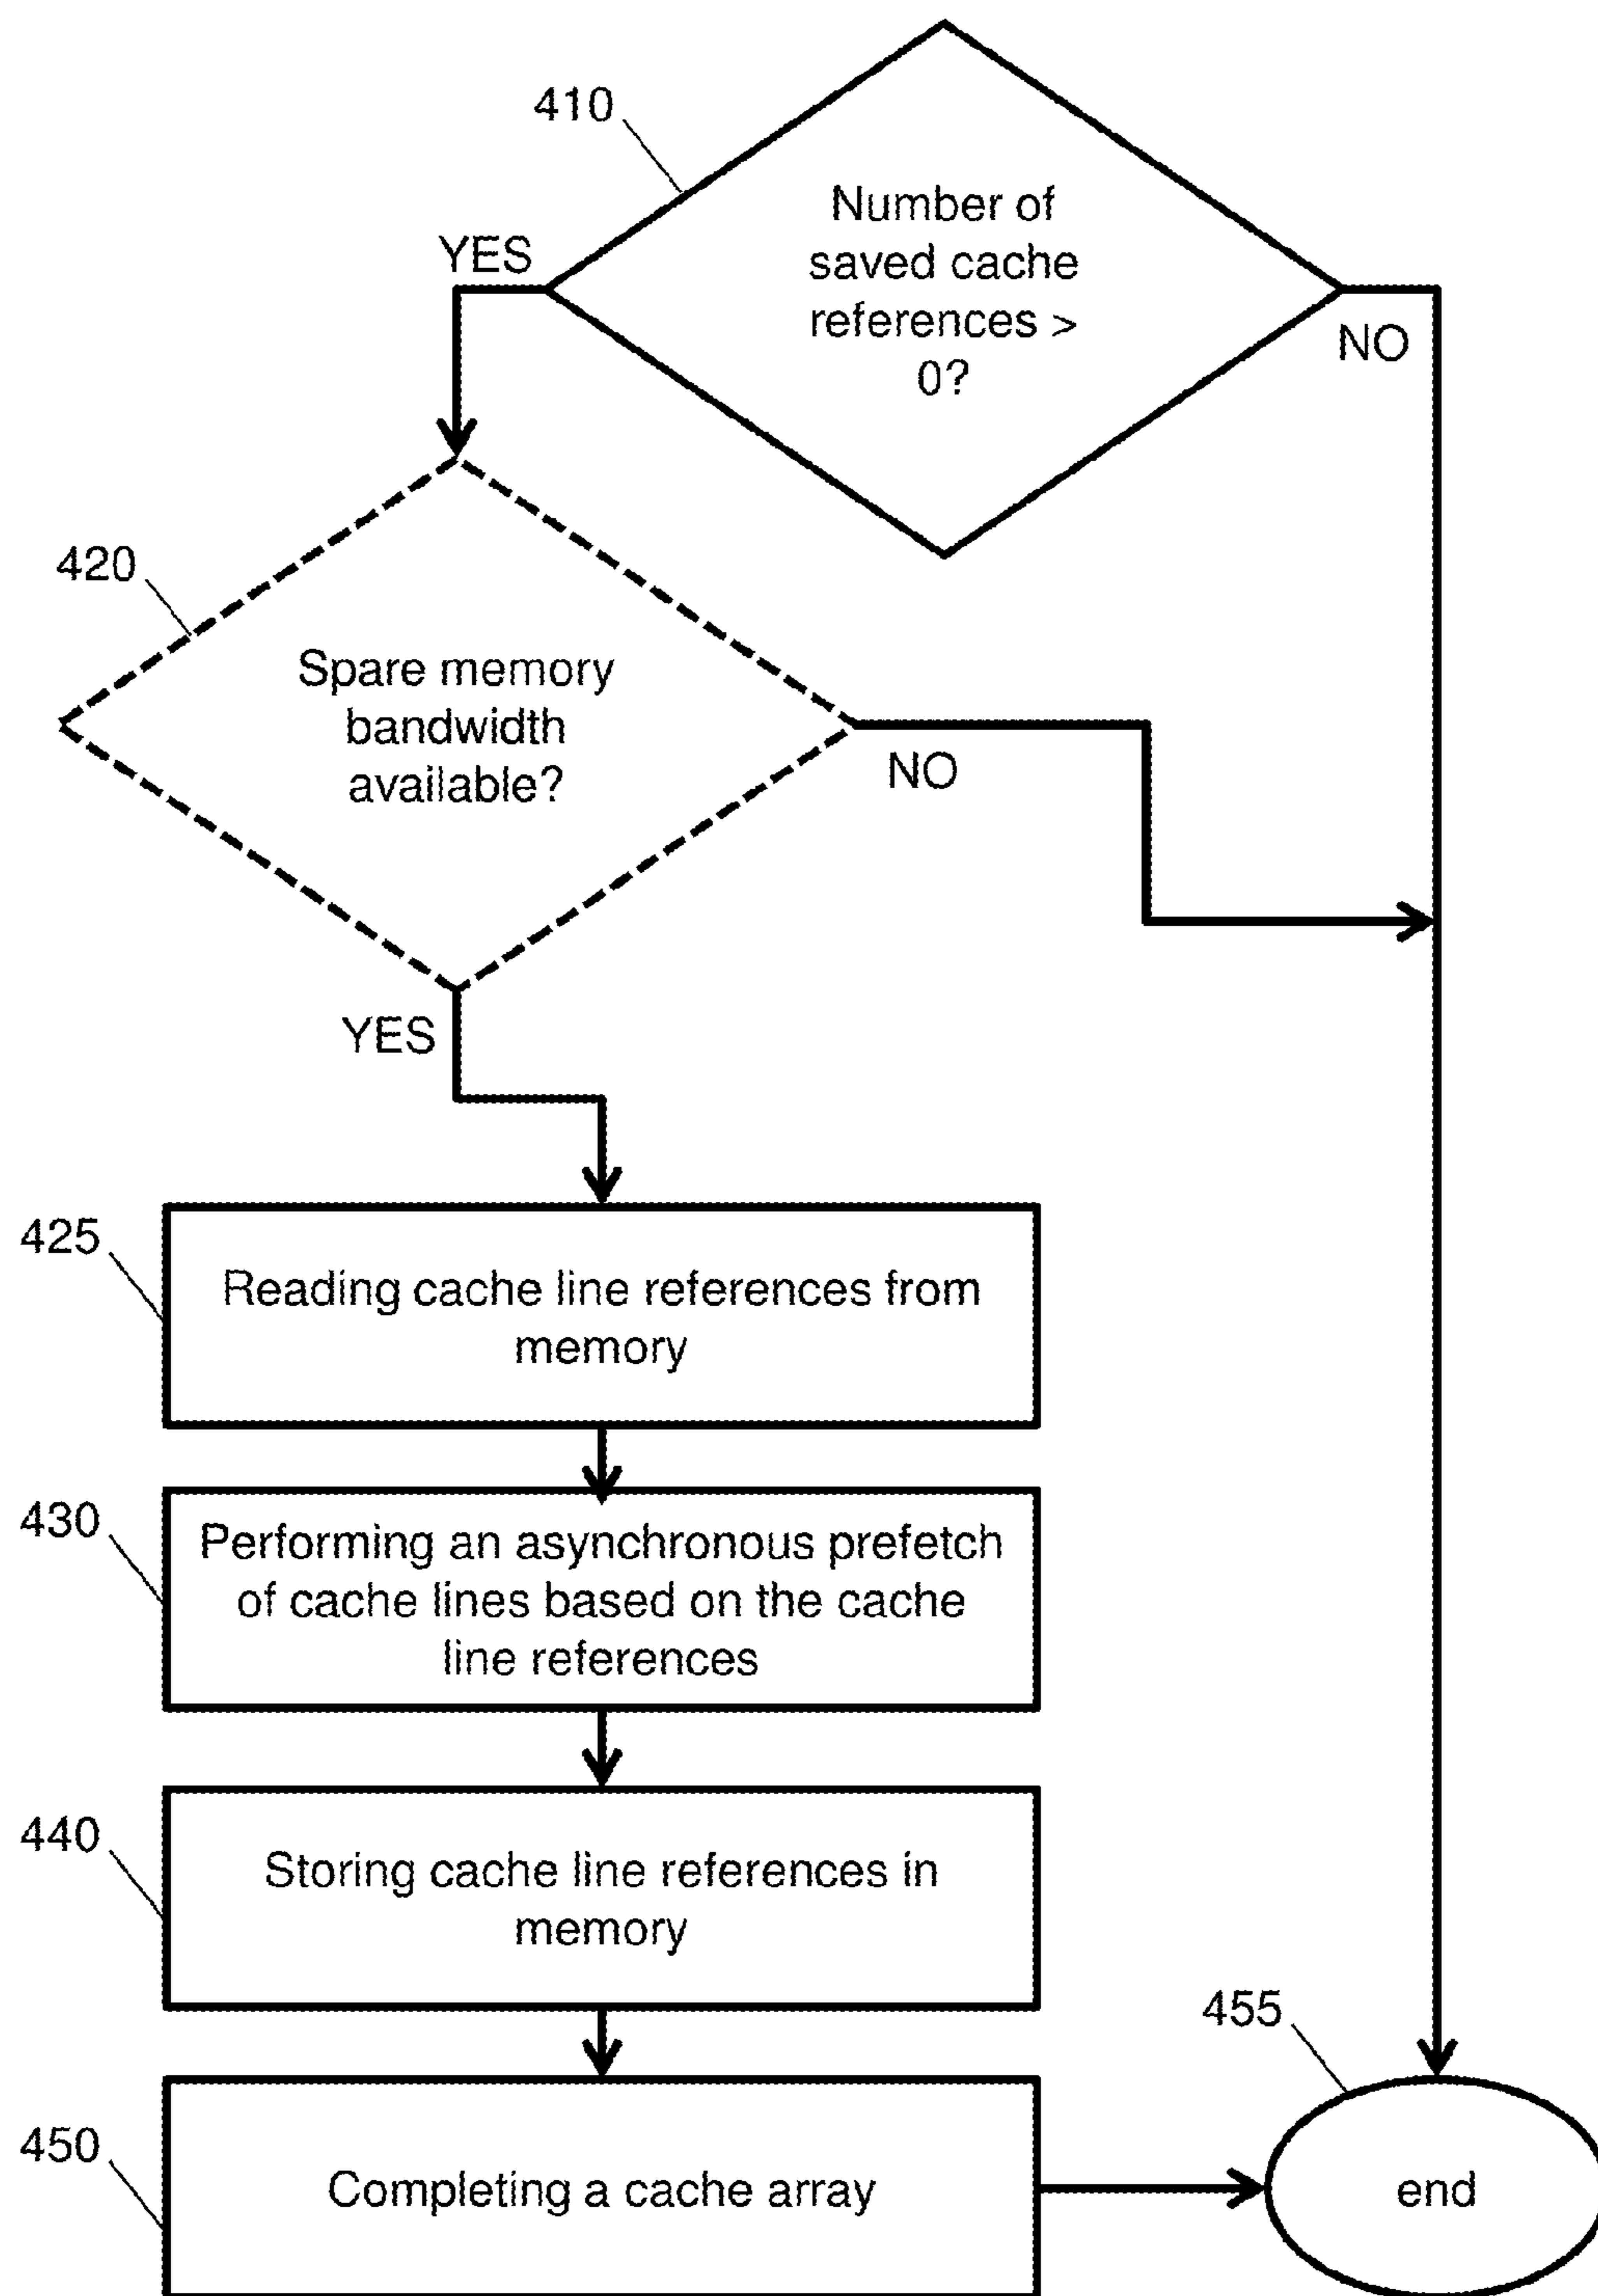 410
Number of
saved cache
references >
0?
YES
NO
420
Spare memory
bandwidth
available?
NO
YES
425
Reading cache line references from
memory
430
Performing an asynchronous prefetch
of cache lines based on the cache
line references
440
Storing cache line references in
memory
455
450
Completing a cache array
end